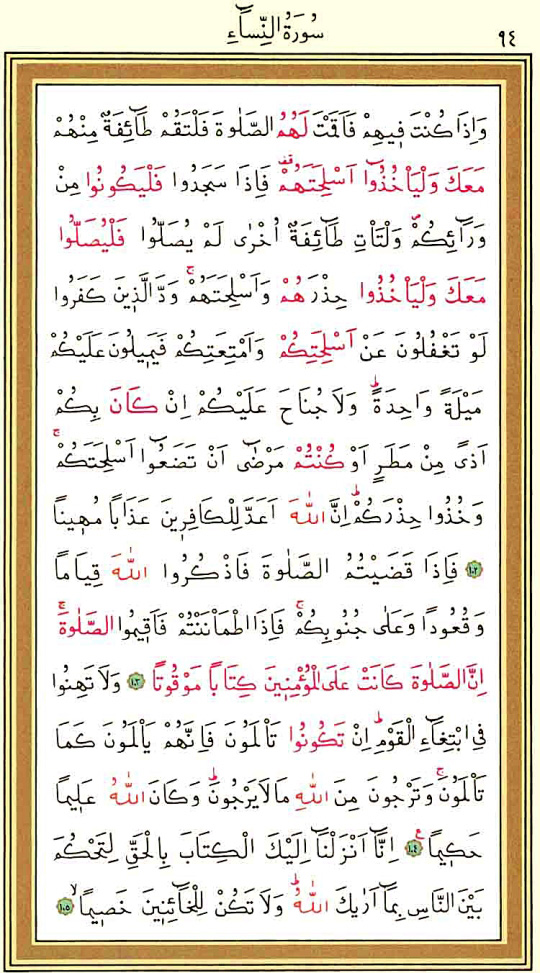 سُورَةُ النِّسَٓاءِ
٩٤
وَاِذَا كُنْتَ ف۪يهِمْ فَاَقَمْتَ لَهُمُ الصَّلٰوةَ فَلْتَقُمْ طَٓائِفَةٌ مِنْهُمْ
مَعَكَ وَلْيَأْخُذُٓوا اَسْلِحَتَهُمْ۠ فَاِذَا سَجَدُوا فَلْيَكُونُوا مِنْ
وَرَٓائِكُمْۖ وَلْتَأْتِ طَٓائِفَةٌ اُخْرٰى لَمْ يُصَلُّوا فَلْيُصَلُّوا
مَعَكَ وَلْيَأْخُذُوا حِذْرَهُمْ وَاَسْلِحَتَهُمْۚ وَدَّ الَّذ۪ينَ كَفَرُوا
لَوْ تَغْفُلُونَ عَنْ اَسْلِحَتِكُمْ وَاَمْتِعَتِكُمْ فَيَم۪يلُونَ عَلَيْكُمْ
مَيْلَةً وَاحِدَةًۜ وَلَا جُنَاحَ عَلَيْكُمْ اِنْ كَانَ بِكُمْ
اَذًى مِنْ مَطَرٍ اَوْ كُنْتُمْ مَرْضٰٓى اَنْ تَضَعُٓوا اَسْلِحَتَكُمْۚ
وَخُذُوا حِذْرَكُمْۜ اِنَّ اللّٰهَ اَعَدَّ لِلْكَافِر۪ينَ عَذَابًا مُه۪ينًا
﴿١٠٢﴾ فَاِذَا قَضَيْتُمُ الصَّلٰوةَ فَاذْكُرُوا اللّٰهَ قِيَامًا
وَقُعُودًا وَعَلٰى جُنُوبِكُمْۚ فَاِذَا اطْمَأْنَنْتُمْ فَاَق۪يمُوا الصَّلٰوةَۚ
اِنَّ الصَّلٰوةَ كَانَتْ عَلَى الْمُؤْمِن۪ينَ كِتَابًا مَوْقُوتًا ﴿١٠٣﴾ وَلَا تَهِنُوا
فِي ابْتِغَٓاءِ الْقَوْمِۜ اِنْ تَكُونُوا تَأْلَمُونَ فَاِنَّهُمْ يَأْلَمُونَ كَمَا
تَأْلَمُونَۚ وَتَرْجُونَ مِنَ اللّٰهِ مَا لَا يَرْجُونَۜ وَكَانَ اللّٰهُ عَل۪يمًا
حَك۪يمًا۟ ﴿١٠٤﴾ اِنَّٓا اَنْزَلْنَٓا اِلَيْكَ الْكِتَابَ بِالْحَقِّ لِتَحْكُمَ
بَيْنَ النَّاسِ بِمَٓا اَرٰيكَ اللّٰهُۜ وَلَا تَكُنْ لِلْخَٓائِن۪ينَ خَص۪يمًاۙ ﴿١٠٥﴾